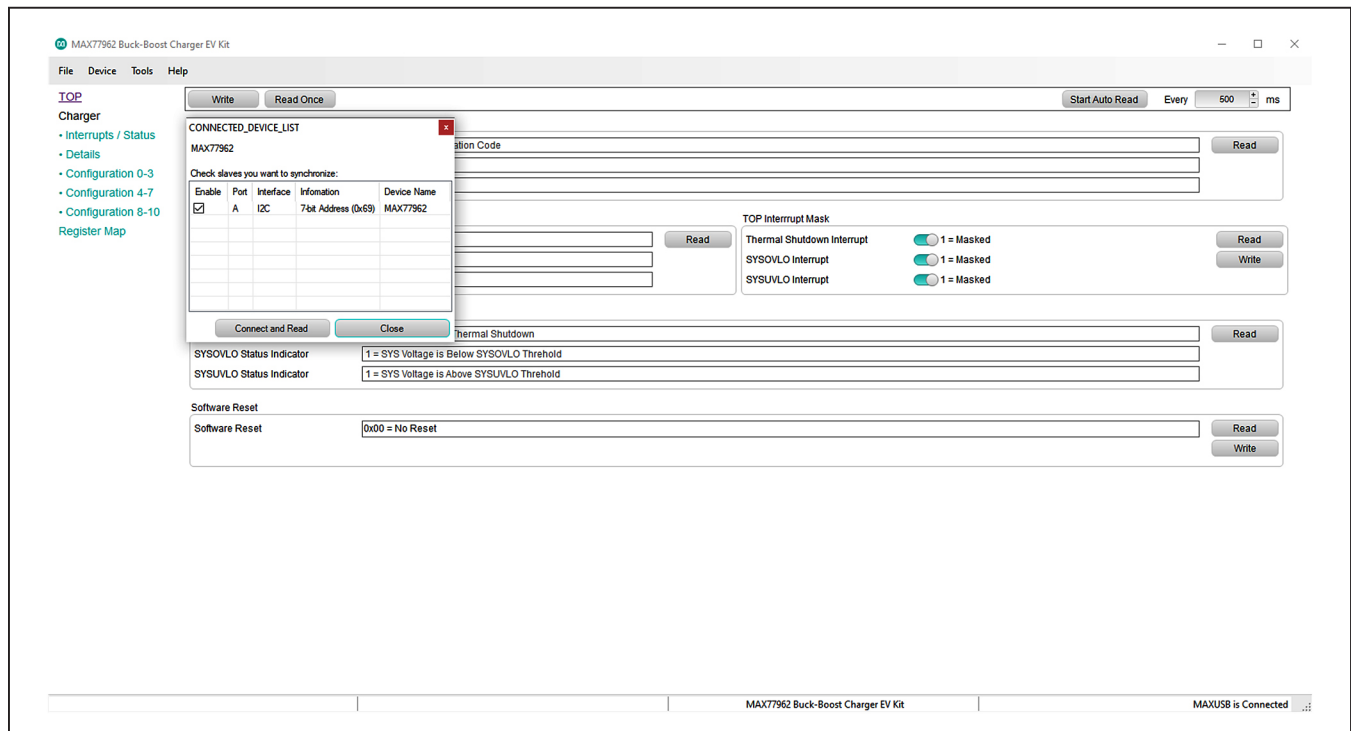 MAX77962 Buck-Boost Charger EV Kit
File Device Tools Help
TOP
Charger
• Interrupts / Status
• Details
• Configuration 0-3
• Configuration 4-7
• Configuration 8-10
Register Map
Write Read Once Start Auto Read Every 500 ms
CONNECTED_DEVICE_LIST x
MAX77962
Check slaves you want to synchronize:
Enable Port Interface Infomation Device Name
A I2C 7-bit Address (0x69) MAX77962
Connect and Read Close
ation Code Read
Read
TOP Interrrupt Mask
Thermal Shutdown Interrupt 1 = Masked Read
SYSOVLO Interrupt 1 = Masked Write
SYSUVLO Interrupt 1 = Masked
Thermal Shutdown Read
SYSOVLO Status Indicator 1 = SYS Voltage is Below SYSOVLO Threhold
SYSUVLO Status Indicator 1 = SYS Voltage is Above SYSUVLO Threhold
Software Reset
Software Reset 0x00 = No Reset Read
Write
MAX77962 Buck-Boost Charger EV Kit MAXUSB is Connected